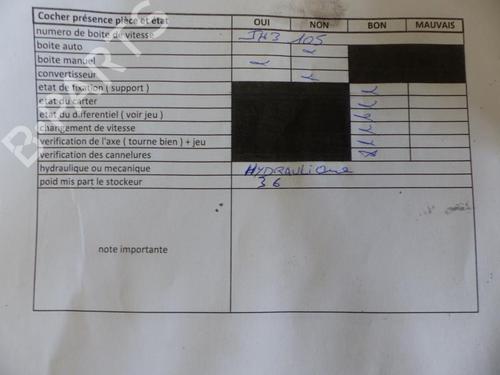 Cocher présence pièce et état OUI NON BON MAUVAIS
numero de boite de vitesse JH3 105
boite auto
boite manuel
convertisseur
etat de fixation ( support )
etat du carter
etat du differentiel ( voir jeu )
changement de vitesse
verification de l'axe ( tourne bien ) + jeu
verification des cannelures
hydraulique ou mecanique HYDRAULIQUE
poid mis part le stockeur 36
note importante
B-PARTS